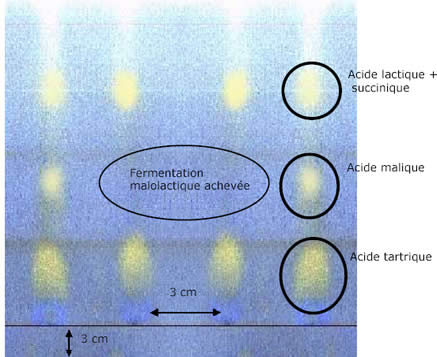 Acide lactique +
succinique
Fermentation
malolactique achevée
Acide malique
Acide tartrique
3 cm
3 cm